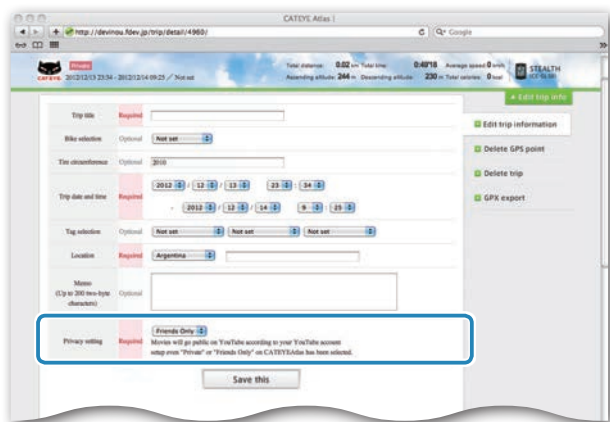 CATEYE Atlas |
http://devinou.fdev.jp/trip/detail/4960/
Google
Private
Total distance 0.02 km Total time 0:48'18 Average speed 0 km/h
STEALTH
CATEYE 2012/12/13 23:34 - 2012/12/14 09:25 / Not set
Ascending altitude 244 m Descending altitude 230 m Total calories 0 kcal
Edit trip info
Trip title Required
Edit trip information
Bike selection Optional Not set
Delete GPS point
Tire circumference Optional 2010
Delete trip
Trip date and time Required 2012 / 12 / 13 23 : 34
- 2012 / 12 / 14 9 : 25
GPX export
Tag selection Optional Not set Not set Not set
Location Required Argentina
Memo
(Up to 200 two-byte
characters)
Optional
Privacy setting Required Friends Only
Movies will go public on YouTube according to your YouTube account
setup even "Private" or "Friends Only" on CATEYEAtlas has been selected.
Save this